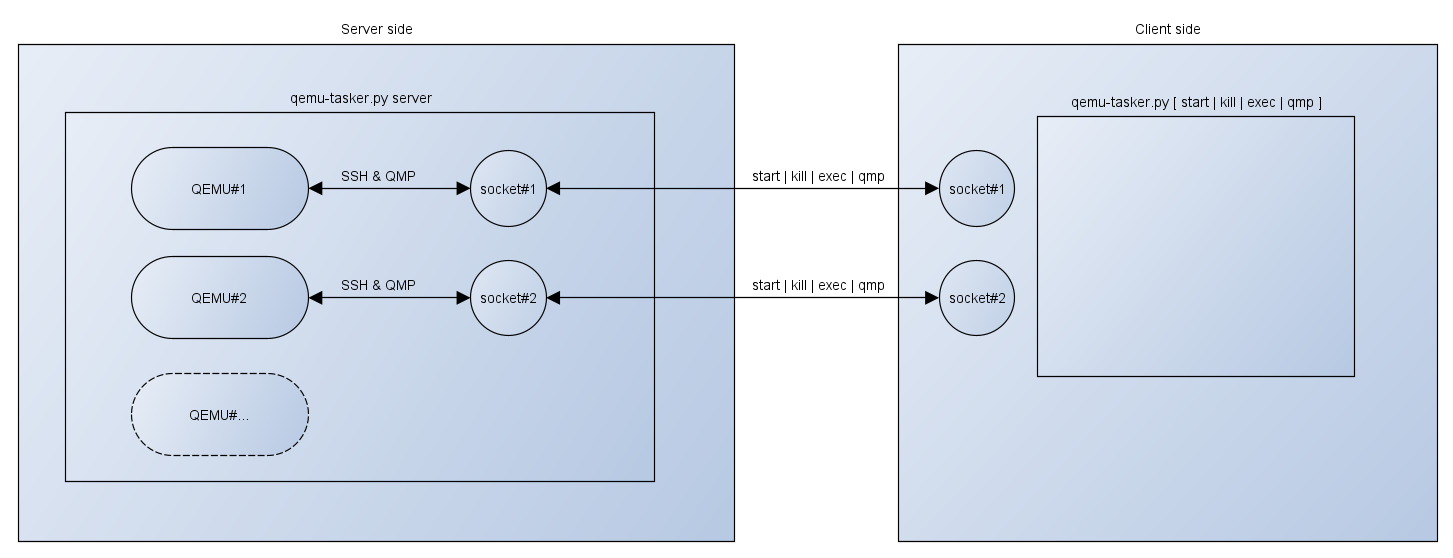 Server side
Client side
qemu-tasker.py server
qemu-tasker.py [ start | kill | exec | qmp ]
QEMU#1
SSH & QMP
socket#1
start | kill | exec | qmp
socket#1
QEMU#2
SSH & QMP
socket#2
start | kill | exec | qmp
socket#2
QEMU#...